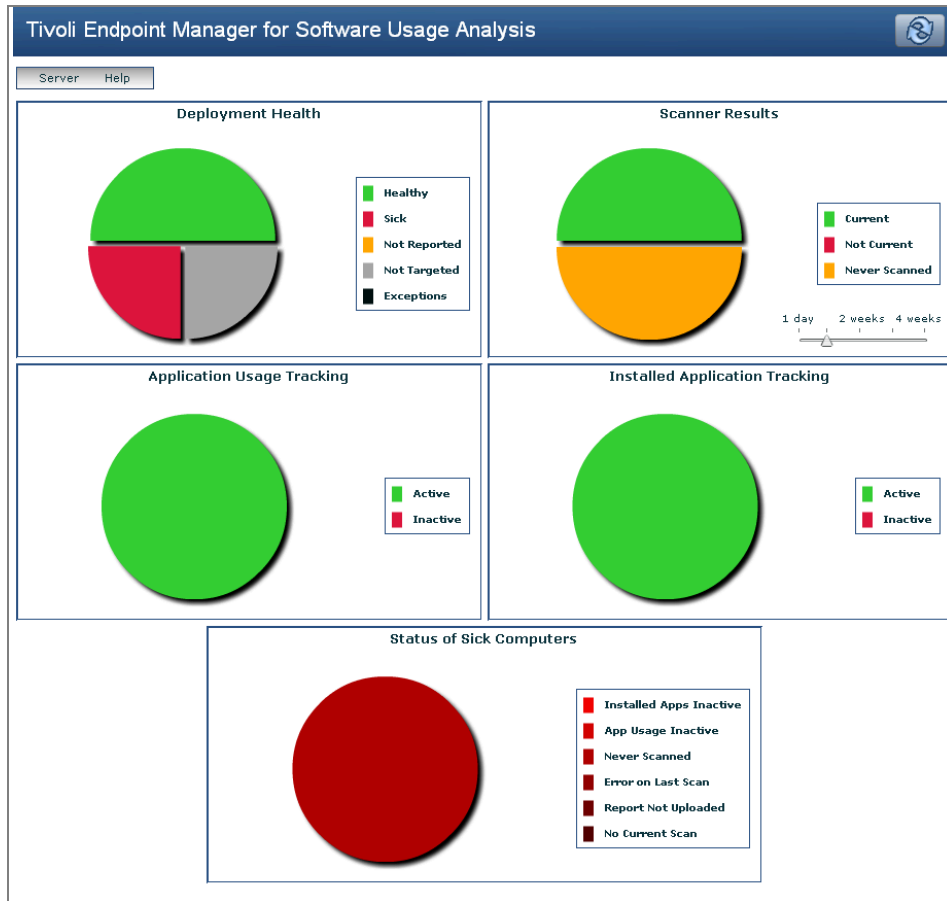 Tivoli Endpoint Manager for Software Usage Analysis
Server Help
Deployment Health
Healthy
Sick
Not Reported
Not Targeted
Exceptions
Scanner Results
Current
Not Current
Never Scanned
1 day 2 weeks 4 weeks
Application Usage Tracking
Active
Inactive
Installed Application Tracking
Active
Inactive
Status of Sick Computers
Installed Apps Inactive
App Usage Inactive
Never Scanned
Error on Last Scan
Report Not Uploaded
No Current Scan